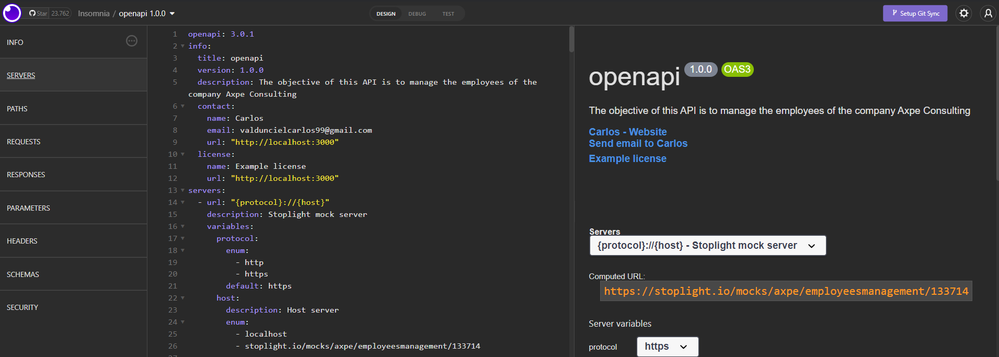 Star 23.762 Insomnia / openapi 1.0.0 DESIGN DEBUG TEST Setup Git Sync
INFO
SERVERS
PATHS
REQUESTS
RESPONSES
PARAMETERS
HEADERS
SCHEMAS
SECURITY
1 openapi: 3.0.1
2 info:
3 title: openapi
4 version: 1.0.0
5 description: The objective of this API is to manage the employees of the
company Axpe Consulting
6 contact:
7 name: Carlos
8 email: valduncielcarlos99@gmail.com
9 url: "http://localhost:3000"
10 license:
11 name: Example license
12 url: "http://localhost:3000"
13 servers:
14 - url: "{protocol}://{host}"
15 description: Stoplight mock server
16 variables:
17 protocol:
18 enum:
19 - http
20 - https
21 default: https
22 host:
23 description: Host server
24 enum:
25 - localhost
26 - stoplight.io/mocks/axpe/employeesmanagement/133714
openapi 1.0.0 OAS3
The objective of this API is to manage the employees of the company Axpe Consulting
Carlos - Website
Send email to Carlos
Example license
Servers
{protocol}://{host} - Stoplight mock server
Computed URL:
https://stoplight.io/mocks/axpe/employeesmanagement/133714
Server variables
protocol https